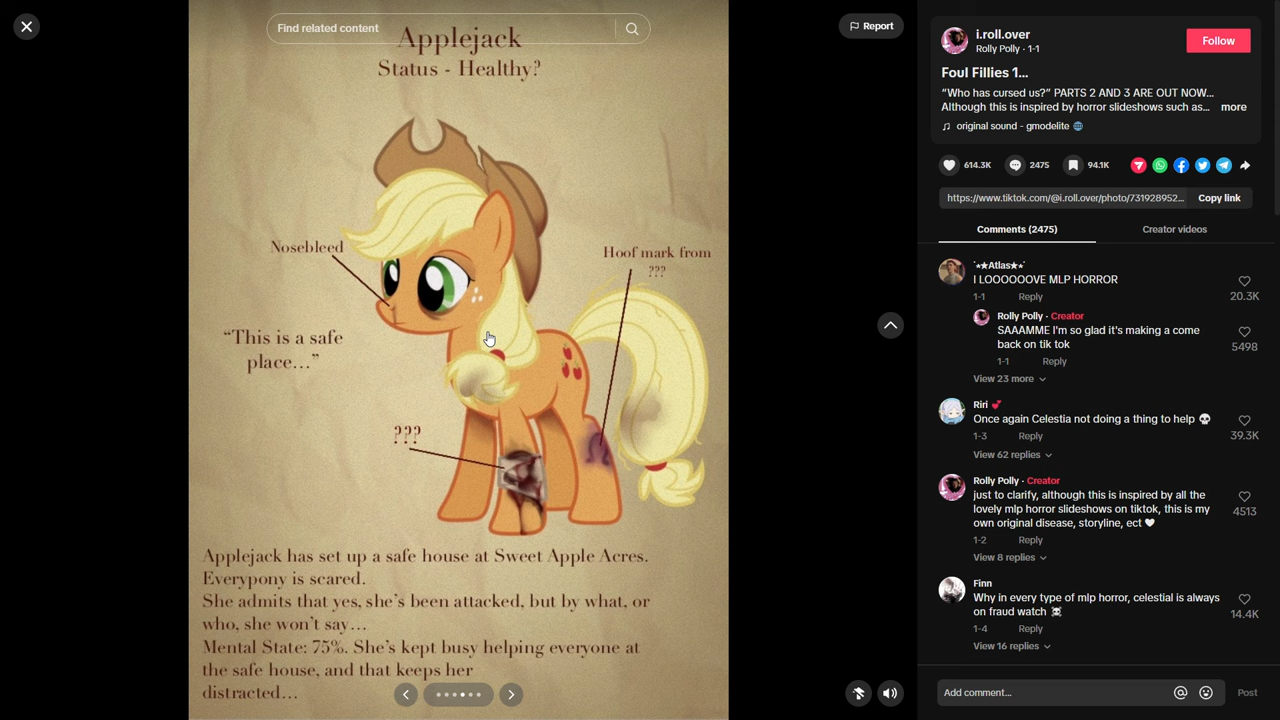 Find related content
Report
Applejack
Status - Healthy?
Nosebleed
Hoof mark from
???
“This is a safe
place...”
???
Applejack has set up a safe house at Sweet Apple Acres.
Everypony is scared.
She admits that yes, she’s been attacked, but by what, or
who, she won’t say...
Mental State: 75%. She’s kept busy helping everyone at
the safe house, and that keeps her
distracted...
i.roll.over
Rolly Polly · 1-1
Follow
Foul Fillies 1...
“Who has cursed us?” PARTS 2 AND 3 ARE OUT NOW...
Although this is inspired by horror slideshows such as... more
♫ original sound - gmodelite 🌐
614.3K
2475
94.1K
https://www.tiktok.com/@i.roll.over/photo/731928952...
Copy link
Comments (2475)
Creator videos
˚⋆★Atlas★⋆˚
I LOOOOOOVE MLP HORROR
1-1 Reply
20.3K
Rolly Polly · Creator
SAAAMME I'm so glad it's making a come
back on tik tok
5498
1-1 Reply
View 23 more
Riri 💕
Once again Celestia not doing a thing to help 💀
39.3K
1-3 Reply
View 62 replies
Rolly Polly · Creator
just to clarify, although this is inspired by all the
lovely mlp horror slideshows on tiktok, this is my
own original disease, storyline, ect 🤍
4513
1-2 Reply
View 8 replies
Finn
Why in every type of mlp horror, celestial is always
on fraud watch ☠️
14.4K
1-4 Reply
View 16 replies
Add comment...
Post